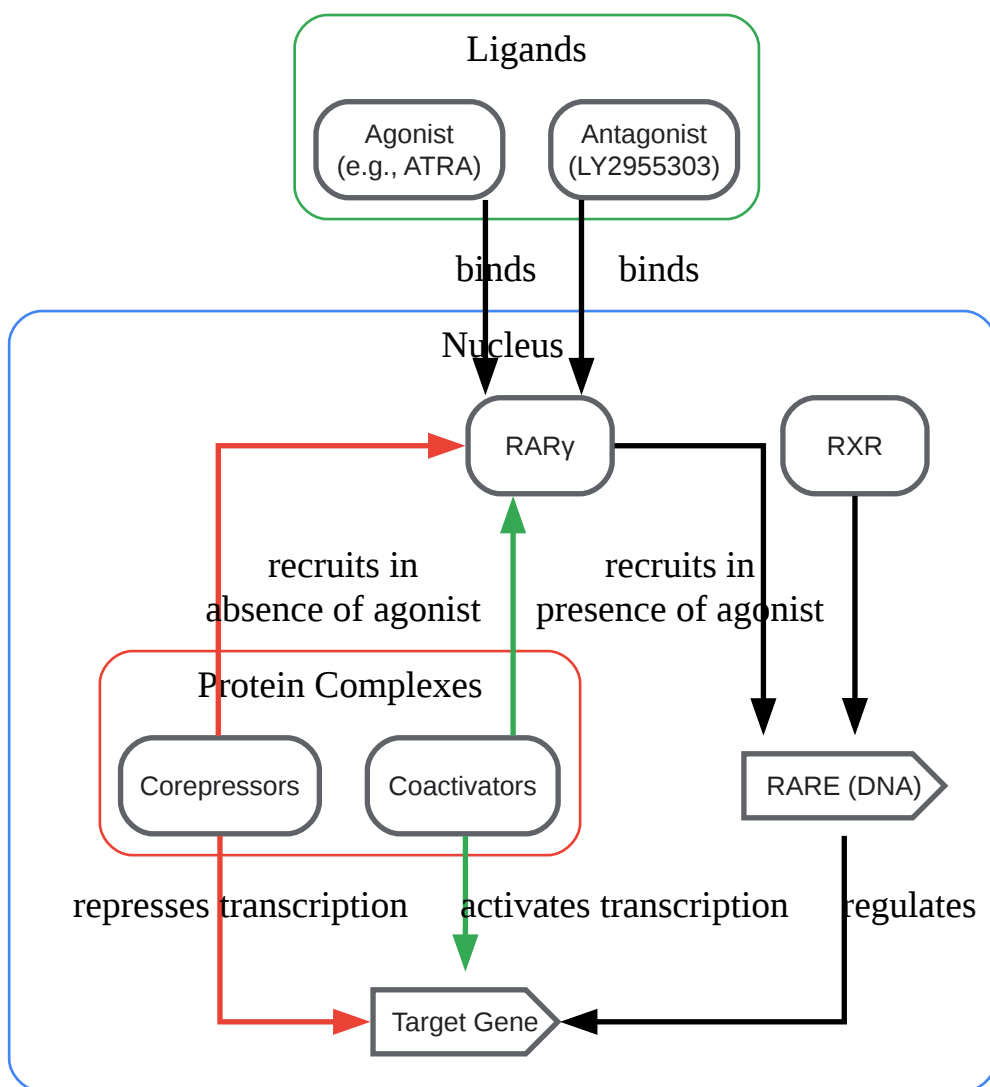 Ligands
Agonist
(e.g., ATRA)
Antagonist
(LY2955303)
binds
binds
Nucleus
RARγ
RXR
recruits in
absence of agonist
recruits in
presence of agonist
Protein Complexes
Corepressors
Coactivators
RARE (DNA)
represses transcription
activates transcription
regulates
Target Gene